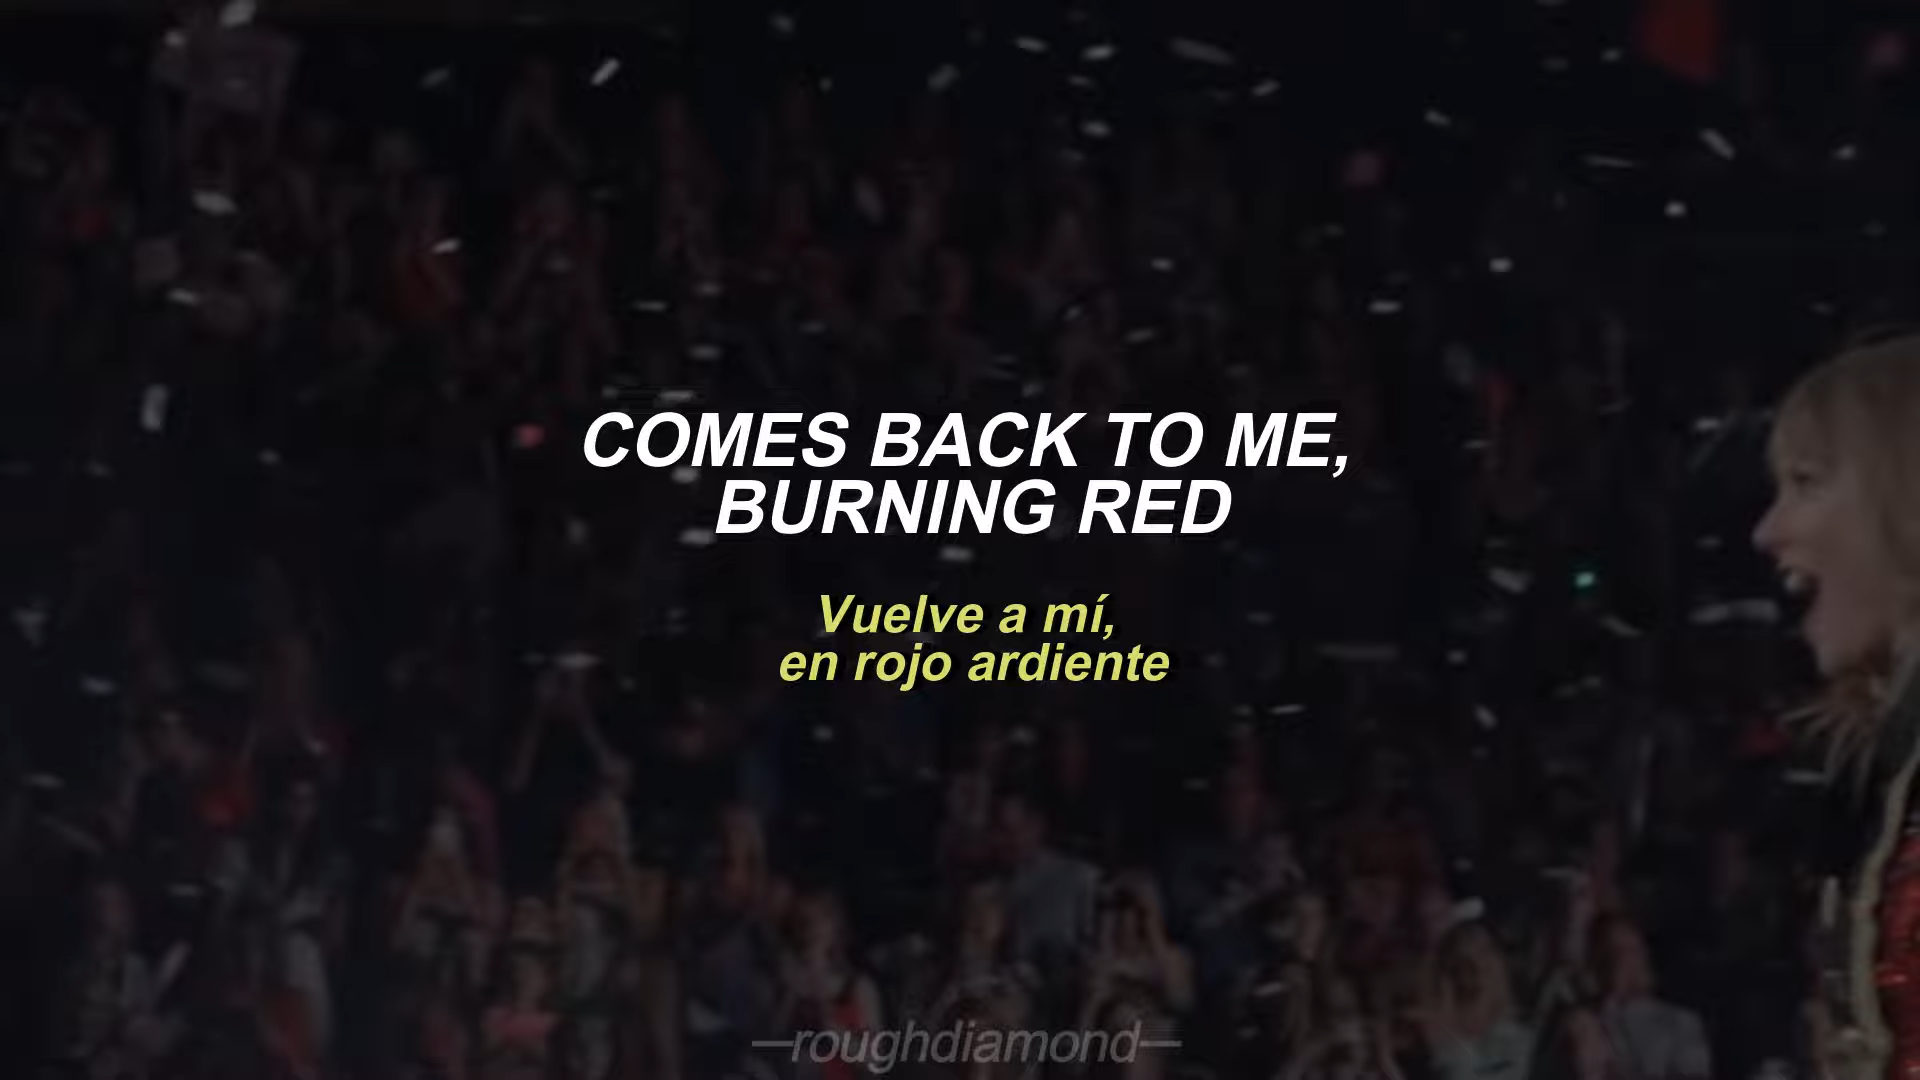 COMES BACK TO ME,
BURNING RED
Vuelve a mí,
en rojo ardiente
—roughdiamond—